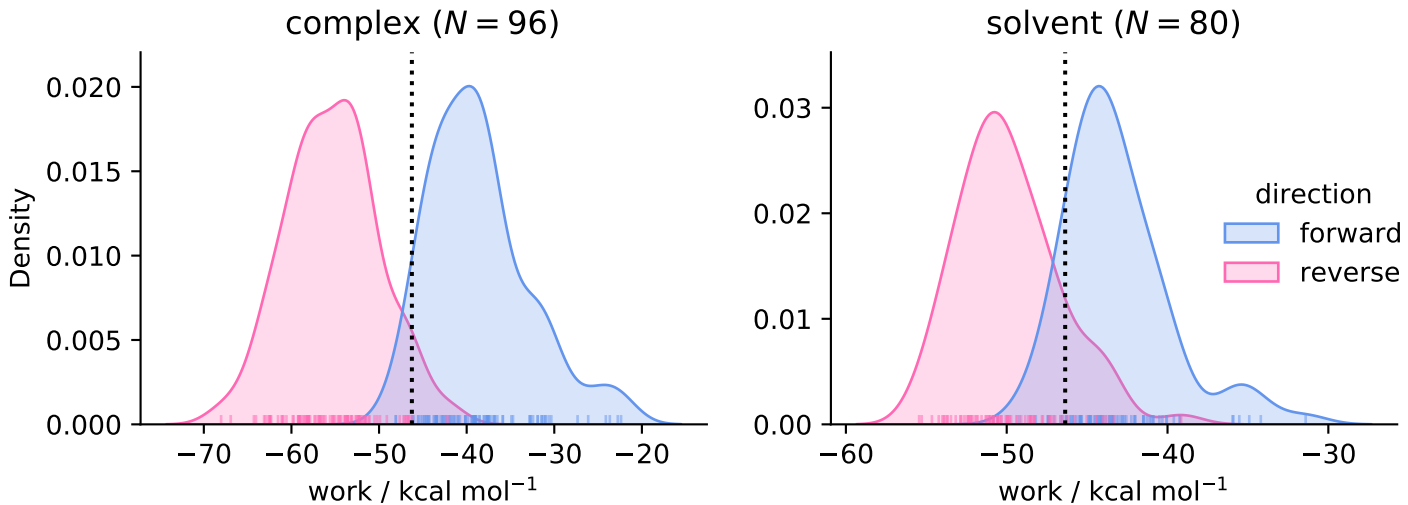 complex (N = 96)
Density
0.020
0.015
0.010
0.005
0.000
−70 −60 −50 −40 −30 −20
work / kcal mol⁻¹
solvent (N = 80)
0.03
0.02
0.01
0.00
−60 −50 −40 −30
work / kcal mol⁻¹
direction
forward
reverse